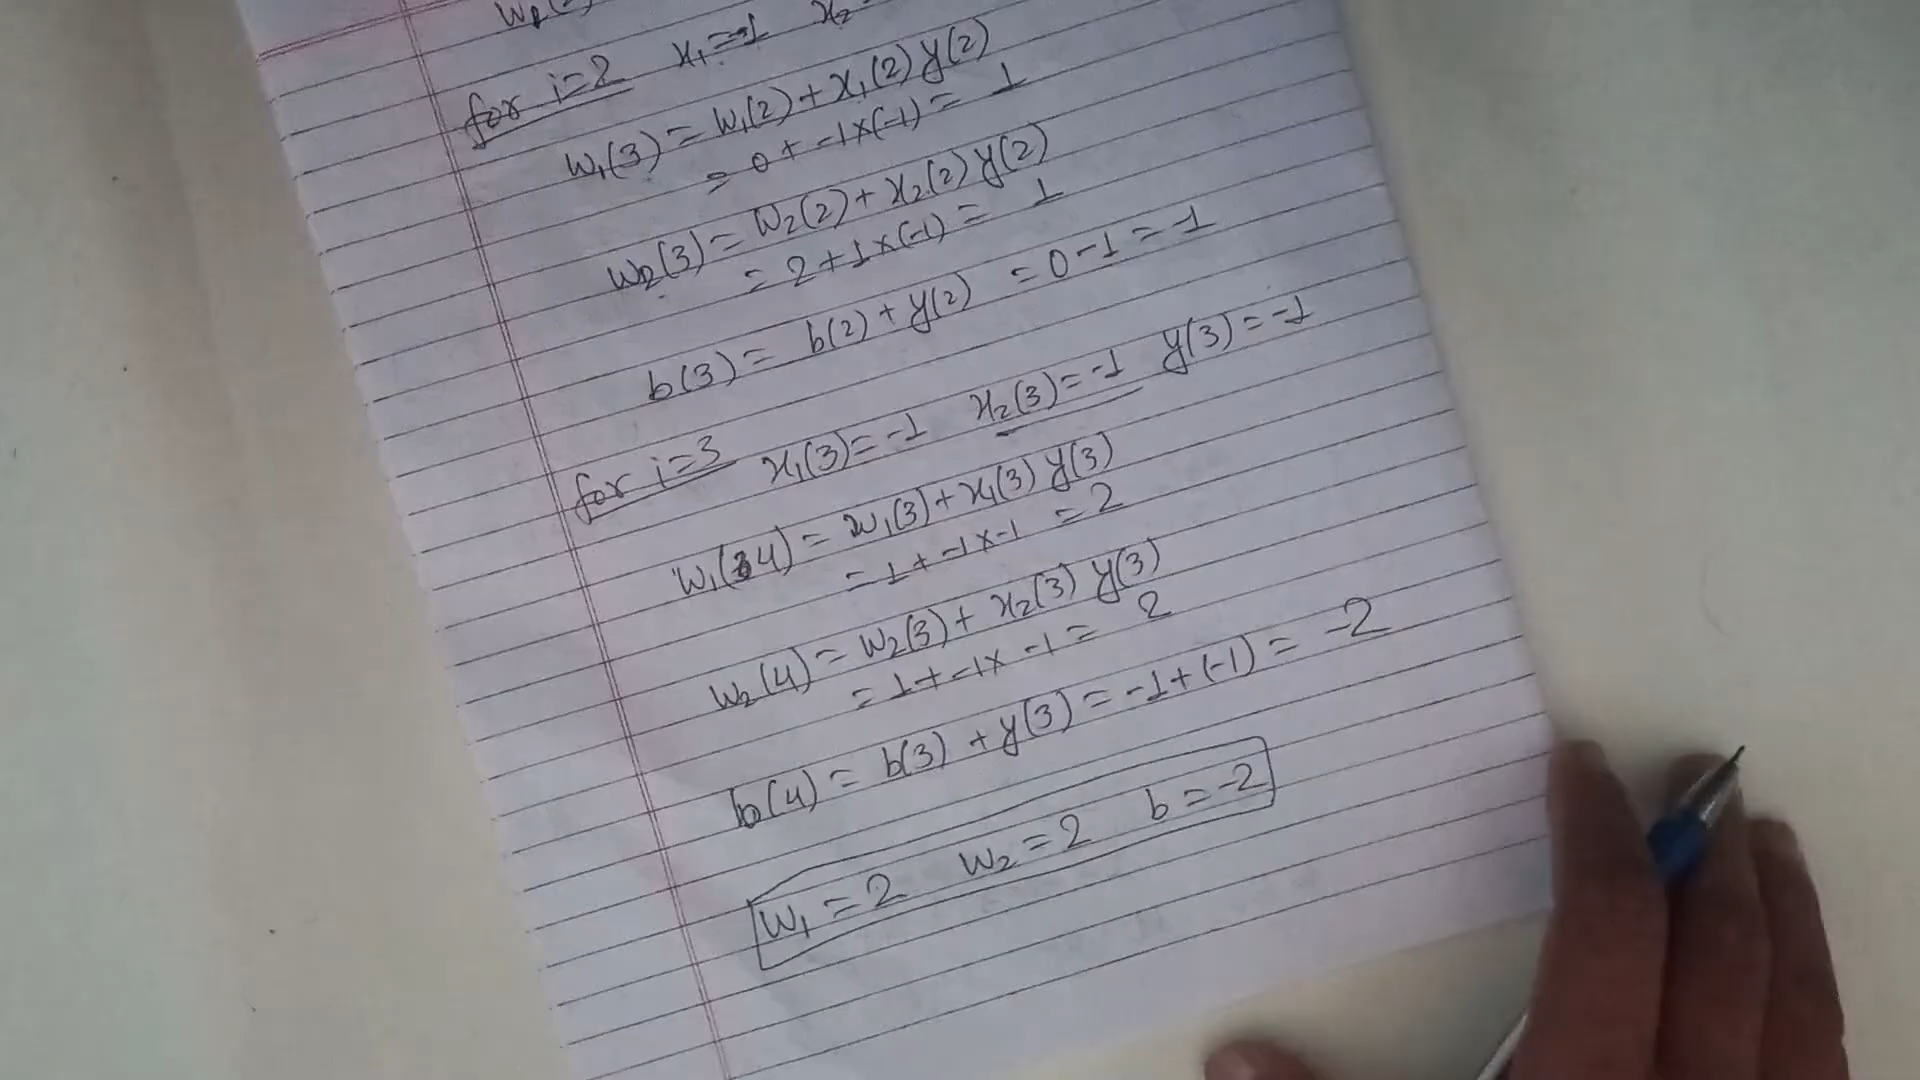 for i=2 x₁=-1 x₂
w₁(3) = w₁(2) + x₁(2) y(2)
= 0 + -1×(-1) = 1
w₂(3) = w₂(2) + x₂(2) y(2)
= 2 + 1×(-1) = 1
b(3) = b(2) + y(2) = 0 - 1 = -1
for i=3 x₁(3) = -1 x₂(3) = -1 y(3) = -1
w₁(4) = w₁(3) + x₁(3) y(3)
= 1 + -1×-1 = 2
w₂(4) = w₂(3) + x₂(3) y(3)
= 1 + -1× -1 = 2
b(4) = b(3) + y(3) = -1 + (-1) = -2
w₁ = 2 w₂ = 2 b = -2